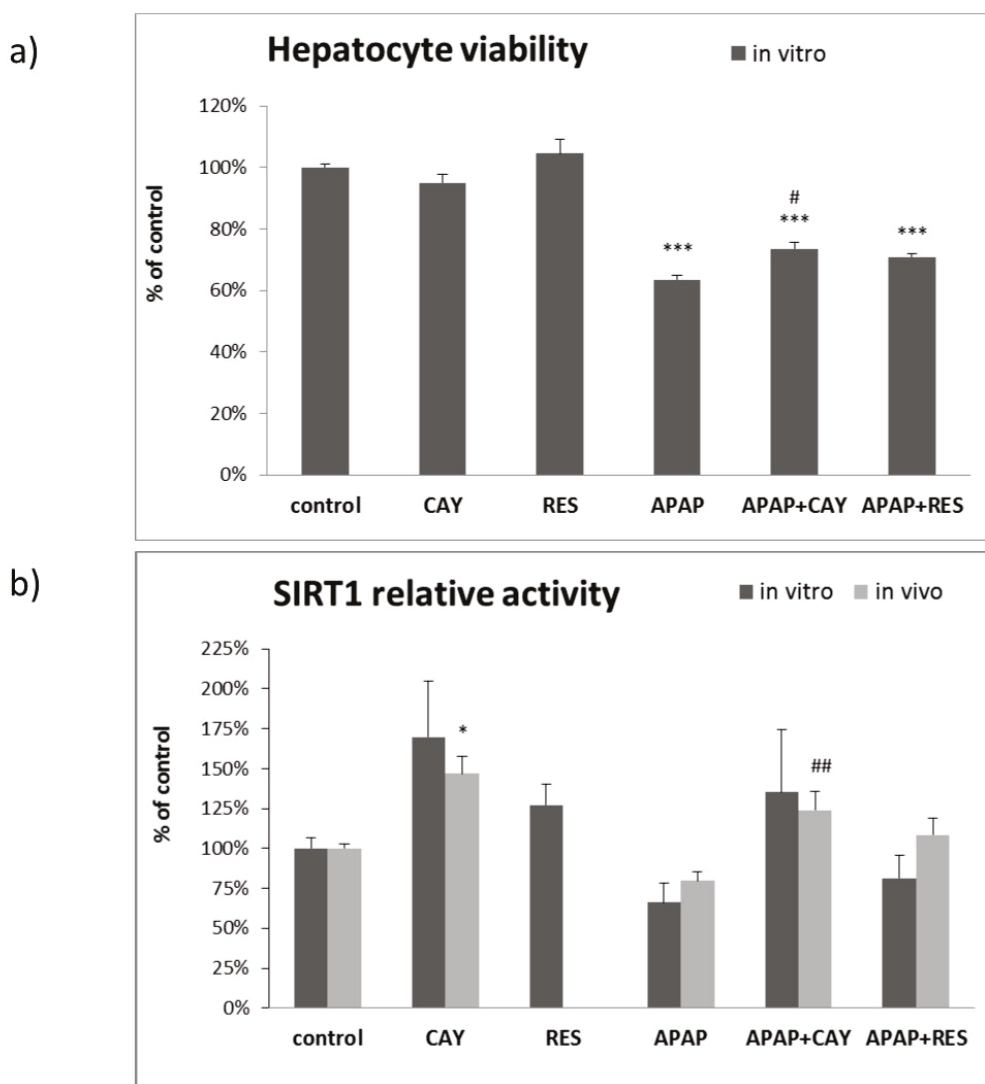 a)
Hepatocyte viability
in vitro
% of control
120%
100%
80%
60%
40%
20%
0%
#
***
***
***
control CAY RES APAP APAP+CAY APAP+RES
b)
SIRT1 relative activity
in vitro in vivo
% of control
225%
200%
175%
150%
125%
100%
75%
50%
25%
0%
*
##
control CAY RES APAP APAP+CAY APAP+RES